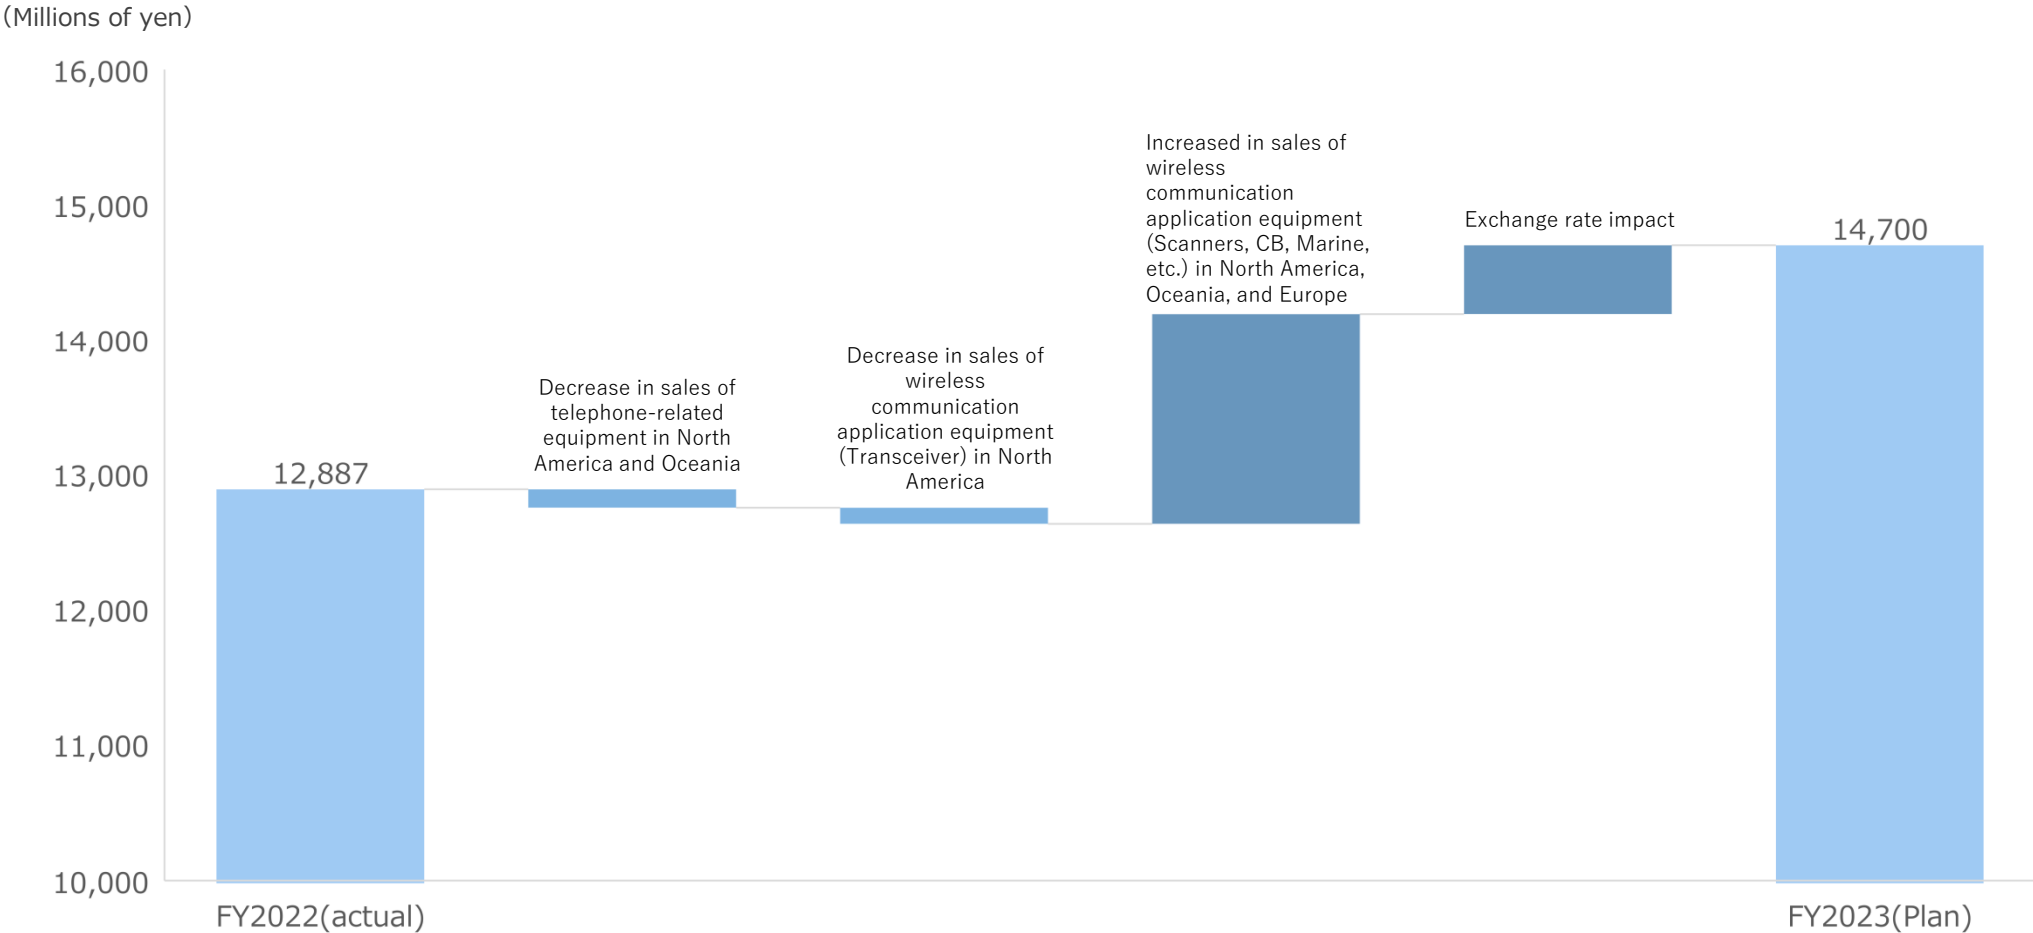 (Millions of yen)
16,000
15,000
14,000
13,000
12,000
11,000
10,000
12,887
Decrease in sales of
telephone-related
equipment in North
America and Oceania
Decrease in sales of
wireless
communication
application equipment
(Transceiver) in North
America
Increased in sales of
wireless
communication
application equipment
(Scanners, CB, Marine,
etc.) in North America,
Oceania, and Europe
Exchange rate impact
14,700
FY2022(actual)
FY2023(Plan)